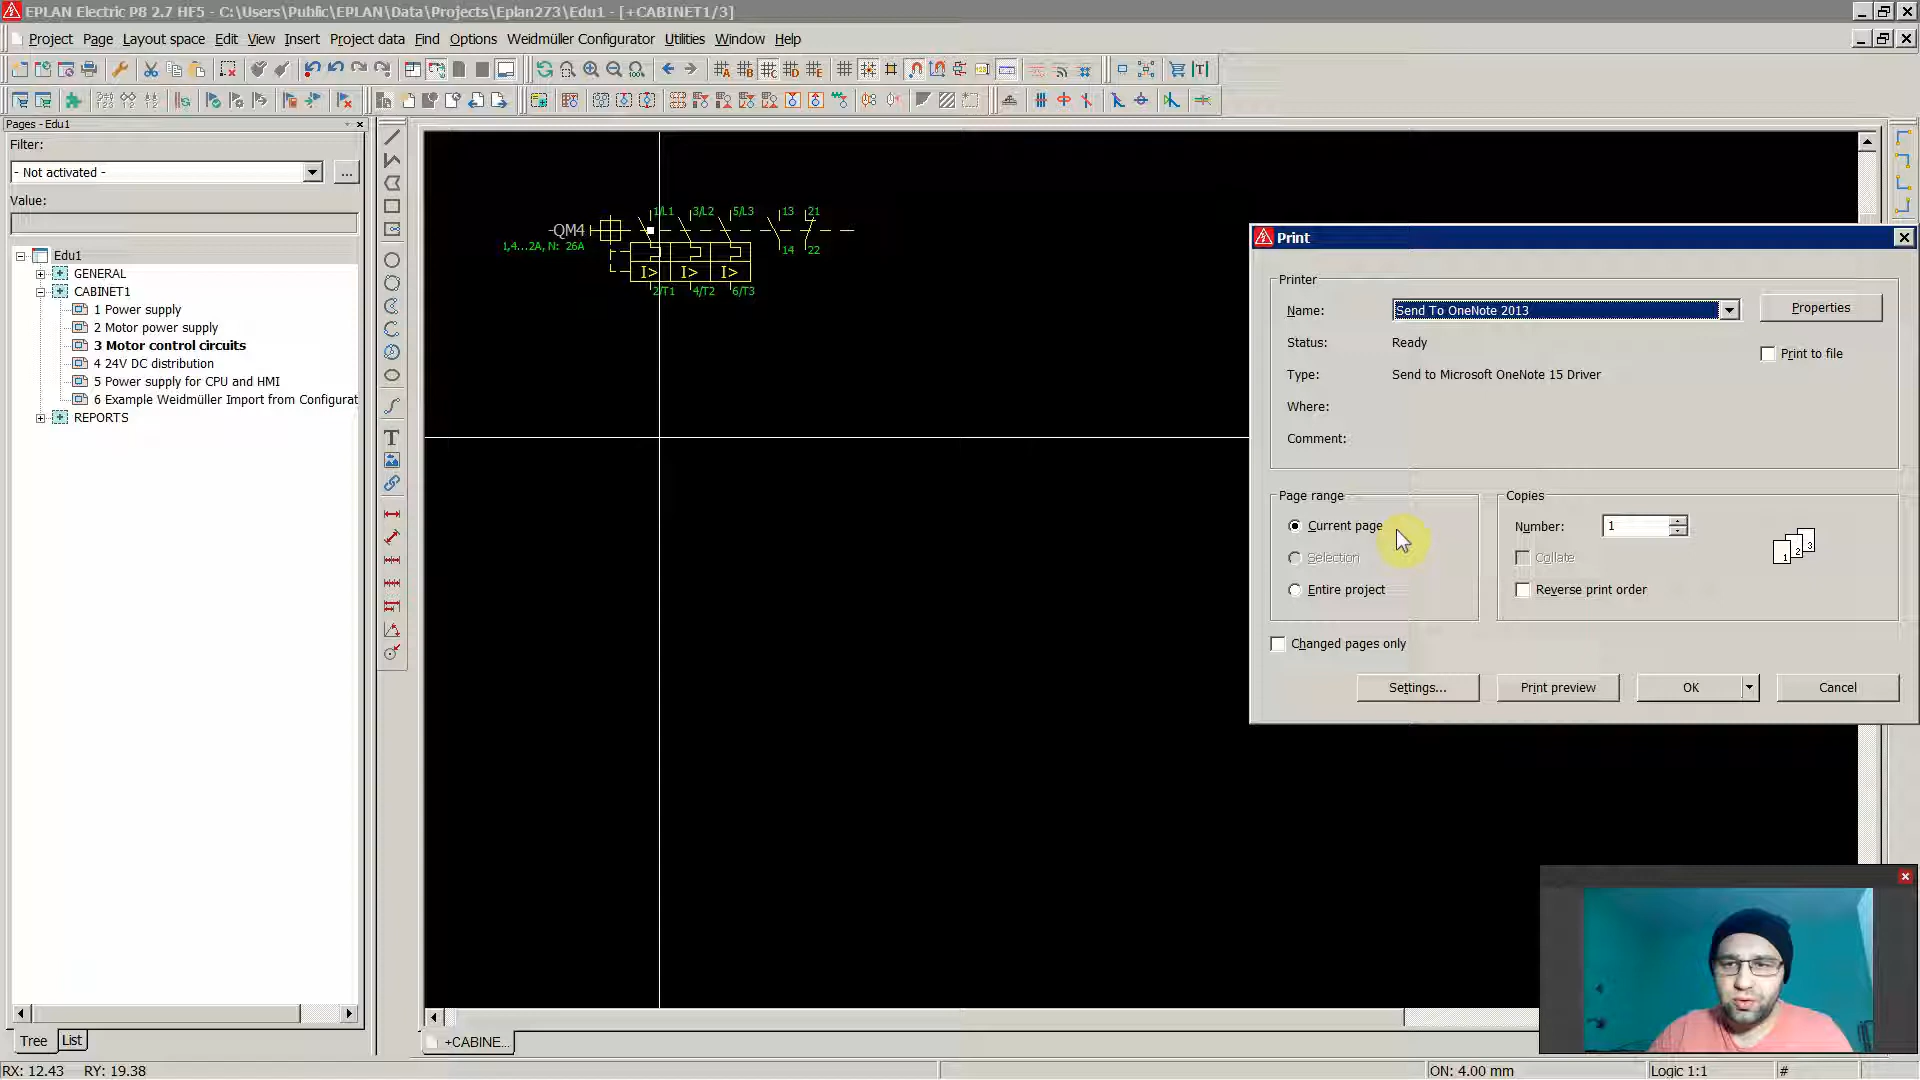 EPLAN Electric P8 2.7 HF5 - C:\Users\Public\EPLAN\Data\Projects\Eplan273\Edu1 - [+CABINET1/3]
Project Page Layout space Edit View Insert Project data Find Options Weidmüller Configurator Utilities Window Help
Pages - Edu1
Filter:
- Not activated -
...
Value:
Edu1
GENERAL
CABINET1
1 Power supply
2 Motor power supply
3 Motor control circuits
4 24V DC distribution
5 Power supply for CPU and HMI
6 Example Weidmüller Import from Configurat
REPORTS
Tree List
1/L1 3/L2 5/L3 13 21
-QM4
1,4...2A, N: 26A
14 22
I> I> I>
2/T1 4/T2 6/T3
+CABINE...
Print
Printer
Name: Send To OneNote 2013 Properties
Status: Ready
Print to file
Type: Send to Microsoft OneNote 15 Driver
Where:
Comment:
Page range
Current page
Selection
Entire project
Copies
Number: 1
Collate
1 2 3
Reverse print order
Changed pages only
Settings... Print preview OK Cancel
RX: 12.43 RY: 19.38 ON: 4.00 mm Logic 1:1 #